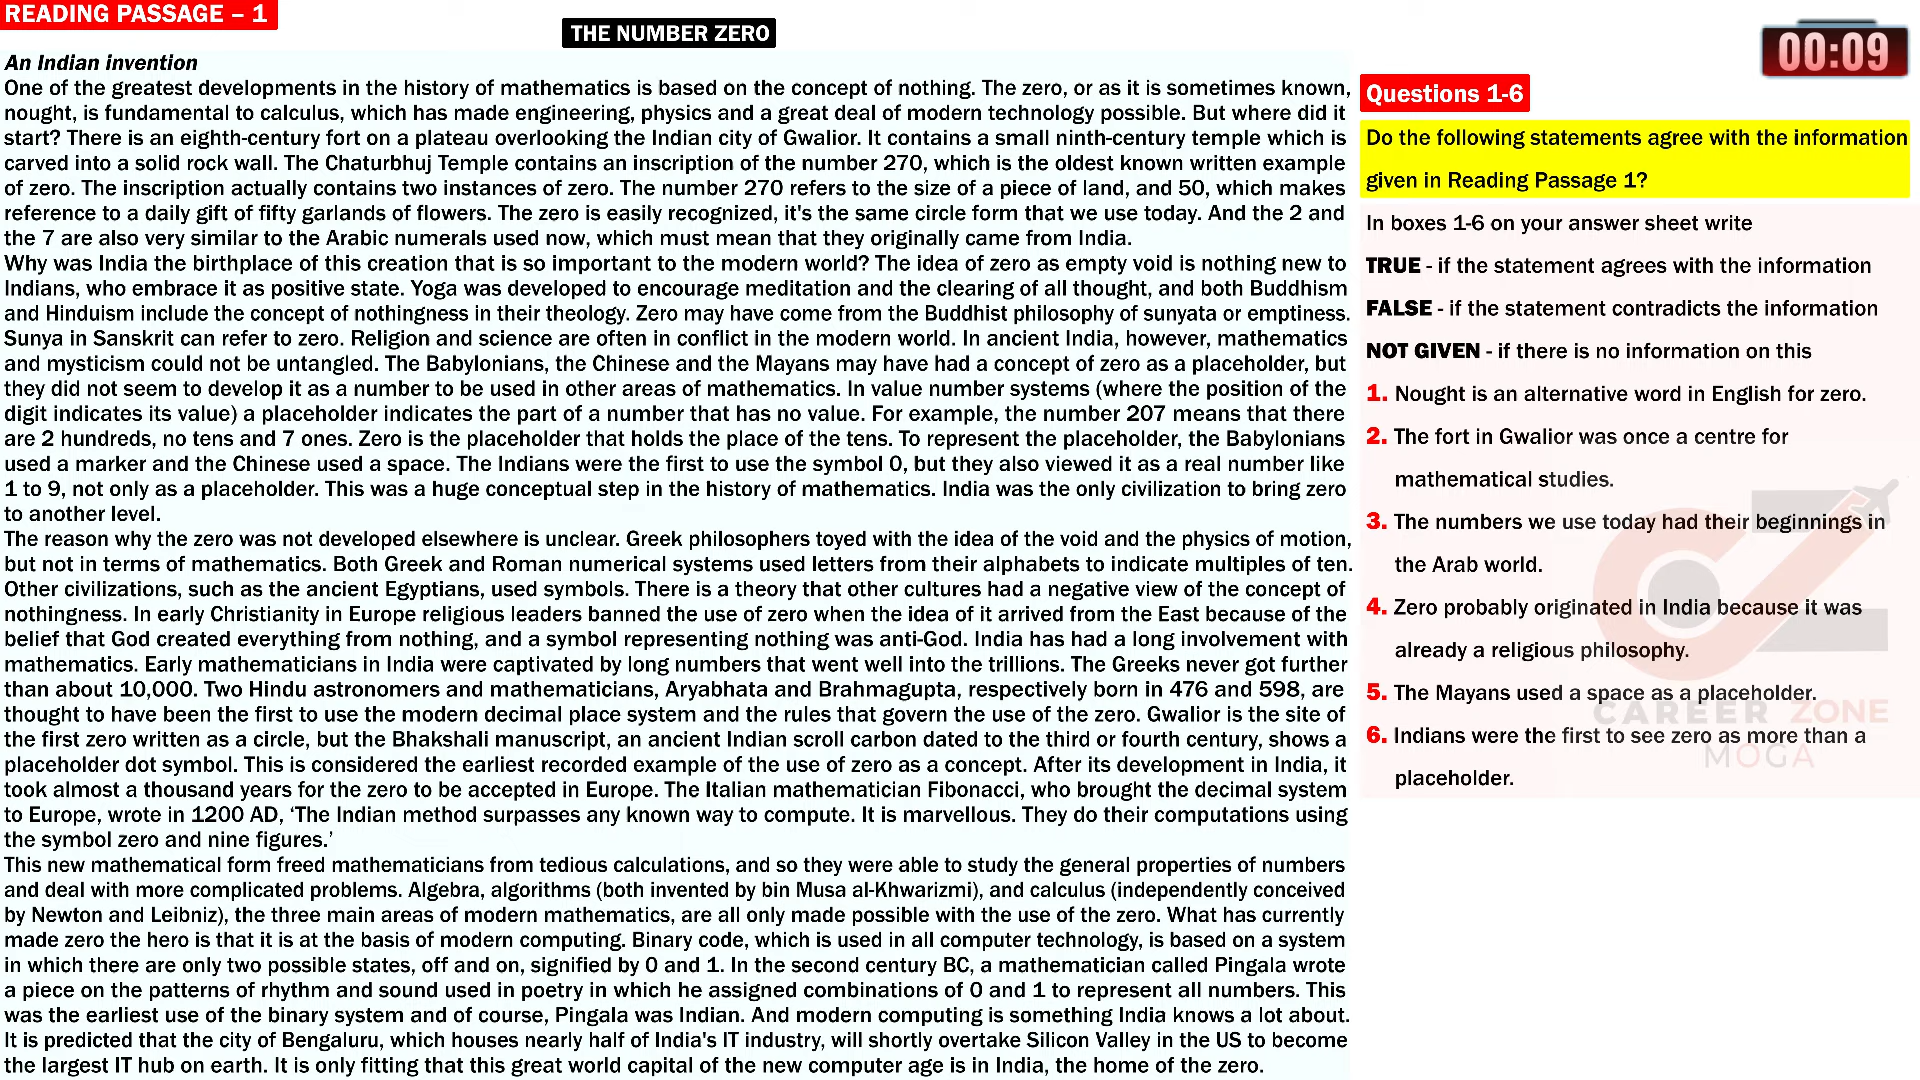 READING PASSAGE – 1
THE NUMBER ZERO
An Indian invention
One of the greatest developments in the history of mathematics is based on the concept of nothing. The zero, or as it is sometimes known,
nought, is fundamental to calculus, which has made engineering, physics and a great deal of modern technology possible. But where did it
start? There is an eighth-century fort on a plateau overlooking the Indian city of Gwalior. It contains a small ninth-century temple which is
carved into a solid rock wall. The Chaturbhuj Temple contains an inscription of the number 270, which is the oldest known written example
of zero. The inscription actually contains two instances of zero. The number 270 refers to the size of a piece of land, and 50, which makes
reference to a daily gift of fifty garlands of flowers. The zero is easily recognized, it's the same circle form that we use today. And the 2 and
the 7 are also very similar to the Arabic numerals used now, which must mean that they originally came from India.
Why was India the birthplace of this creation that is so important to the modern world? The idea of zero as empty void is nothing new to
Indians, who embrace it as positive state. Yoga was developed to encourage meditation and the clearing of all thought, and both Buddhism
and Hinduism include the concept of nothingness in their theology. Zero may have come from the Buddhist philosophy of sunyata or emptiness.
Sunya in Sanskrit can refer to zero. Religion and science are often in conflict in the modern world. In ancient India, however, mathematics
and mysticism could not be untangled. The Babylonians, the Chinese and the Mayans may have had a concept of zero as a placeholder, but
they did not seem to develop it as a number to be used in other areas of mathematics. In value number systems (where the position of the
digit indicates its value) a placeholder indicates the part of a number that has no value. For example, the number 207 means that there
are 2 hundreds, no tens and 7 ones. Zero is the placeholder that holds the place of the tens. To represent the placeholder, the Babylonians
used a marker and the Chinese used a space. The Indians were the first to use the symbol 0, but they also viewed it as a real number like
1 to 9, not only as a placeholder. This was a huge conceptual step in the history of mathematics. India was the only civilization to bring zero
to another level.
The reason why the zero was not developed elsewhere is unclear. Greek philosophers toyed with the idea of the void and the physics of motion,
but not in terms of mathematics. Both Greek and Roman numerical systems used letters from their alphabets to indicate multiples of ten.
Other civilizations, such as the ancient Egyptians, used symbols. There is a theory that other cultures had a negative view of the concept of
nothingness. In early Christianity in Europe religious leaders banned the use of zero when the idea of it arrived from the East because of the
belief that God created everything from nothing, and a symbol representing nothing was anti-God. India has had a long involvement with
mathematics. Early mathematicians in India were captivated by long numbers that went well into the trillions. The Greeks never got further
than about 10,000. Two Hindu astronomers and mathematicians, Aryabhata and Brahmagupta, respectively born in 476 and 598, are
thought to have been the first to use the modern decimal place system and the rules that govern the use of the zero. Gwalior is the site of
the first zero written as a circle, but the Bhakshali manuscript, an ancient Indian scroll carbon dated to the third or fourth century, shows a
placeholder dot symbol. This is considered the earliest recorded example of the use of zero as a concept. After its development in India, it
took almost a thousand years for the zero to be accepted in Europe. The Italian mathematician Fibonacci, who brought the decimal system
to Europe, wrote in 1200 AD, ‘The Indian method surpasses any known way to compute. It is marvellous. They do their computations using
the symbol zero and nine figures.’
This new mathematical form freed mathematicians from tedious calculations, and so they were able to study the general properties of numbers
and deal with more complicated problems. Algebra, algorithms (both invented by bin Musa al-Khwarizmi), and calculus (independently conceived
by Newton and Leibniz), the three main areas of modern mathematics, are all only made possible with the use of the zero. What has currently
made zero the hero is that it is at the basis of modern computing. Binary code, which is used in all computer technology, is based on a system
in which there are only two possible states, off and on, signified by 0 and 1. In the second century BC, a mathematician called Pingala wrote
a piece on the patterns of rhythm and sound used in poetry in which he assigned combinations of 0 and 1 to represent all numbers. This
was the earliest use of the binary system and of course, Pingala was Indian. And modern computing is something India knows a lot about.
It is predicted that the city of Bengaluru, which houses nearly half of India's IT industry, will shortly overtake Silicon Valley in the US to become
the largest IT hub on earth. It is only fitting that this great world capital of the new computer age is in India, the home of the zero.
00:09
Questions 1-6
Do the following statements agree with the information
given in Reading Passage 1?
In boxes 1-6 on your answer sheet write
TRUE - if the statement agrees with the information
FALSE - if the statement contradicts the information
NOT GIVEN - if there is no information on this
1. Nought is an alternative word in English for zero.
2. The fort in Gwalior was once a centre for
mathematical studies.
3. The numbers we use today had their beginnings in
the Arab world.
4. Zero probably originated in India because it was
already a religious philosophy.
5. The Mayans used a space as a placeholder.
CAREER ZONE
6. Indians were the first to see zero as more than a
MOGA
placeholder.